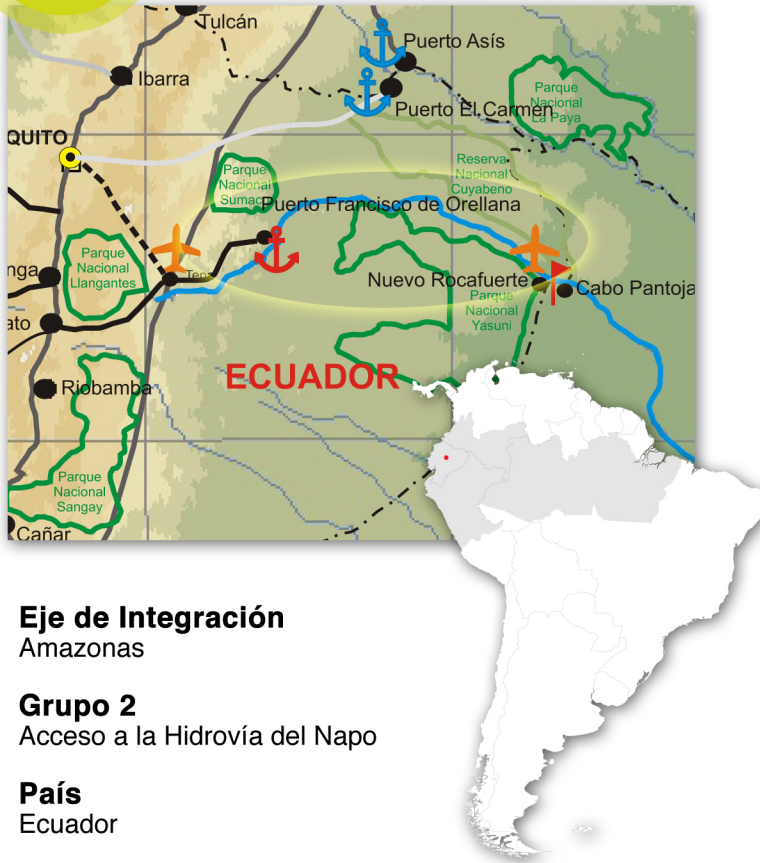 Tulcán
Puerto Asís
Ibarra
Puerto El Carmen
Parque
Nacional
La Paya
QUITO
Reserva
Nacional
Cuyabeno
Parque
Nacional
Sumaco
Puerto Francisco de Orellana
Parque
Nacional
Llangantes
nga
Tena
Nuevo Rocafuerte
Cabo Pantoja
Parque
Nacional
Yasuni
ato
ECUADOR
Riobamba
Parque
Nacional
Sangay
Cañar
Eje de Integración
Amazonas
Grupo 2
Acceso a la Hidrovía del Napo
País
Ecuador